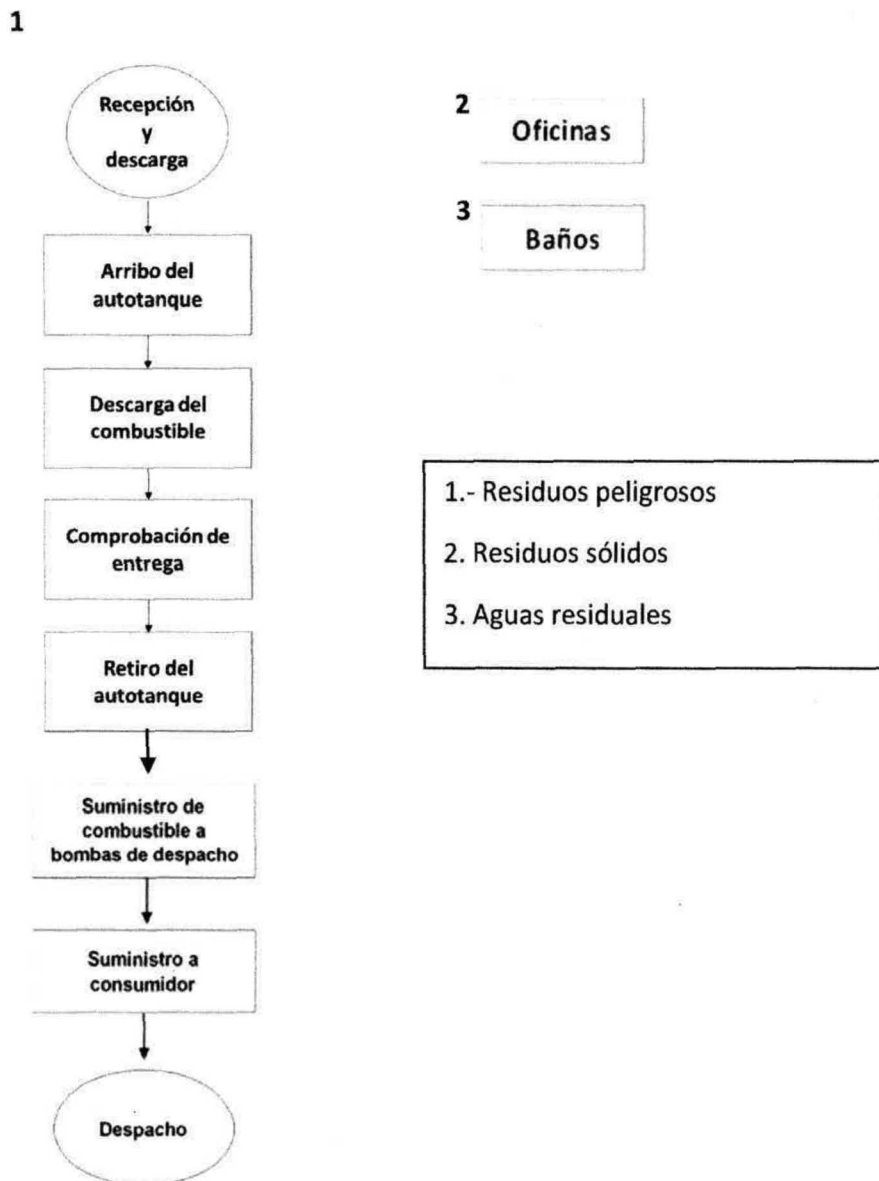 1
Recepción
y
descarga
Arribo del
autotanque
Descarga del
combustible
Comprobación de
entrega
Retiro del
autotanque
Suministro de
combustible a
bombas de despacho
Suministro a
consumidor
Despacho
2
Oficinas
3
Baños
1.- Residuos peligrosos
2. Residuos sólidos
3. Aguas residuales